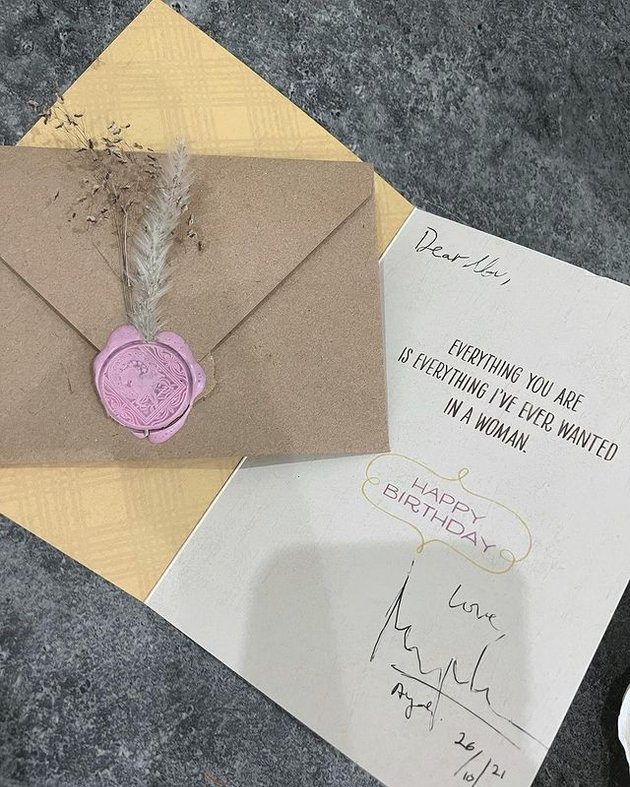 Dear
EVERYTHING YOU ARE
IS EVERYTHING I'VE EVER WANTED
IN A WOMAN.
HAPPY
BIRTHDAY
Love,
26/10/21